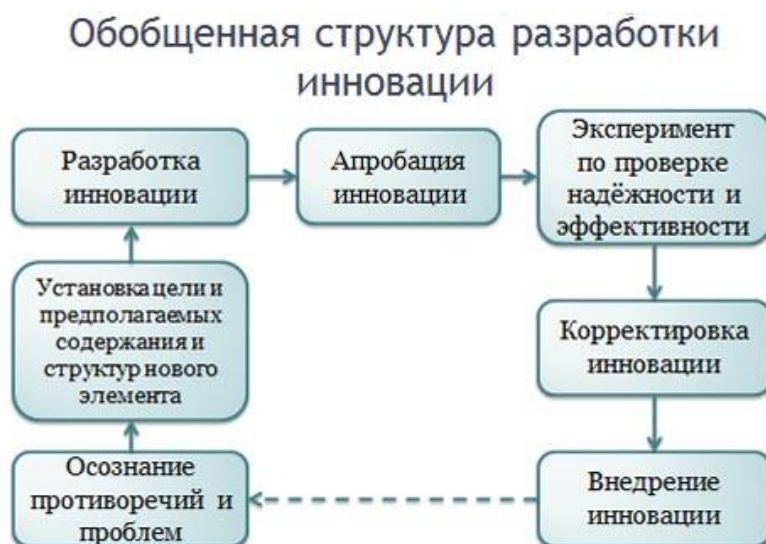 Обобщенная структура разработки
инновации
Разработка
инновации
Апробация
инновации
Эксперимент
по проверке
надёжности и
эффективности
Установка цели и
предполагаемых
содержания и
структур нового
элемента
Корректировка
инновации
Осознание
противоречий и
проблем
Внедрение
инновации